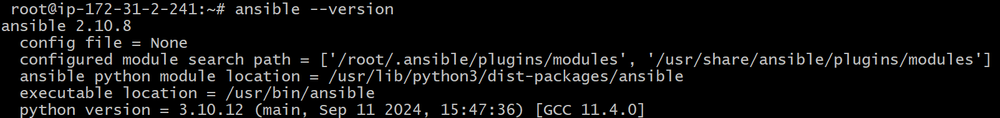 root@ip-172-31-2-241:~# ansible --version
ansible 2.10.8
  config file = None
  configured module search path = ['/root/.ansible/plugins/modules', '/usr/share/ansible/plugins/modules']
  ansible python module location = /usr/lib/python3/dist-packages/ansible
  executable location = /usr/bin/ansible
  python version = 3.10.12 (main, Sep 11 2024, 15:47:36) [GCC 11.4.0]